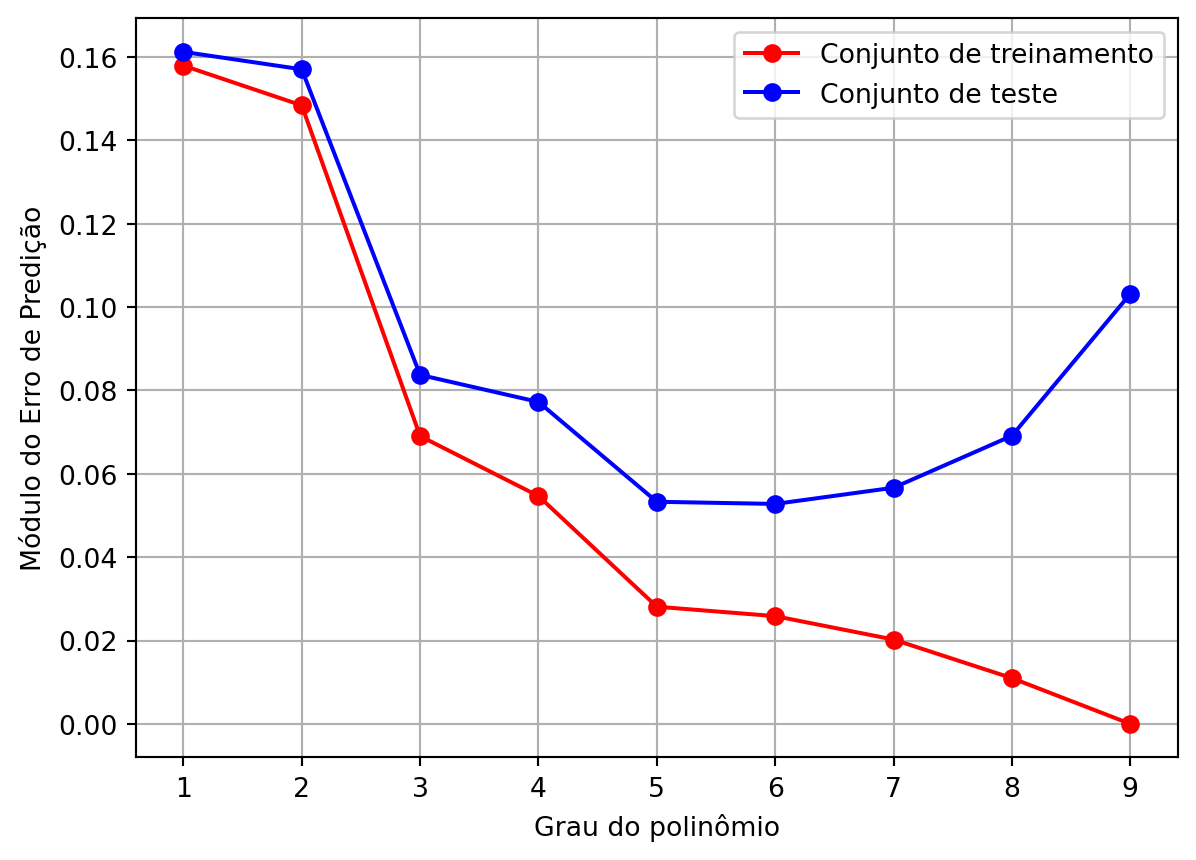 Conjunto de treinamento
Conjunto de teste
Módulo do Erro de Predição
0.16
0.14
0.12
0.10
0.08
0.06
0.04
0.02
0.00
1 2 3 4 5 6 7 8 9
Grau do polinômio